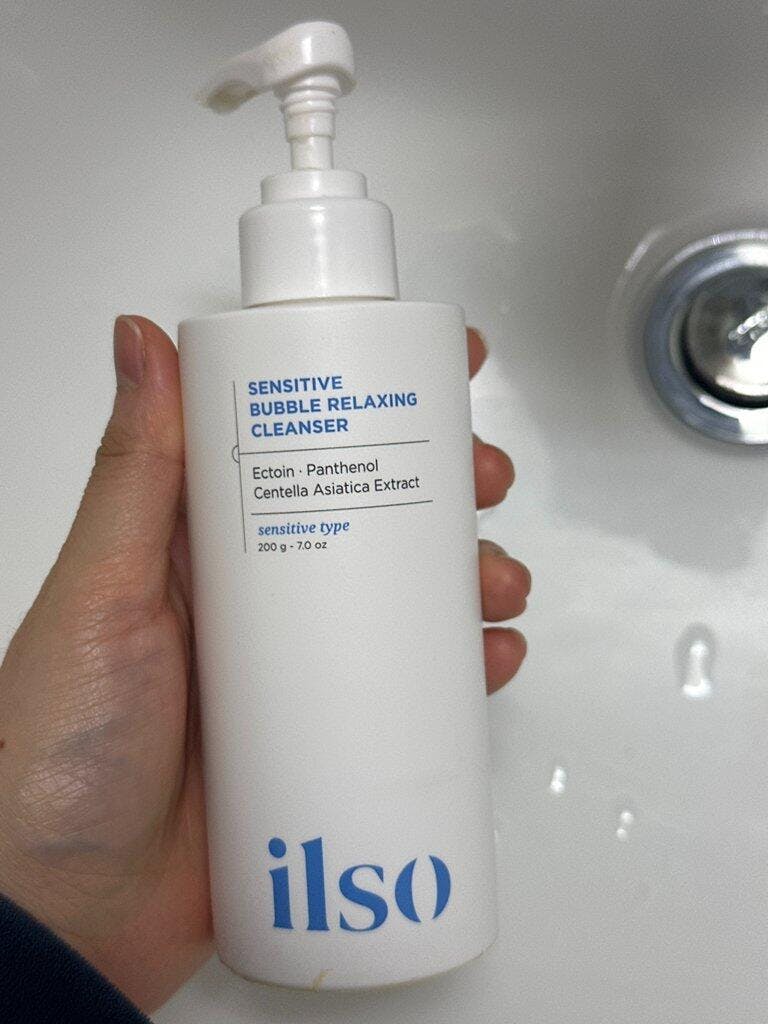 SENSITIVE
BUBBLE RELAXING
CLEANSER
Ectoin · Panthenol
Centella Asiatica Extract
sensitive type
200 g - 7.0 oz
ilso